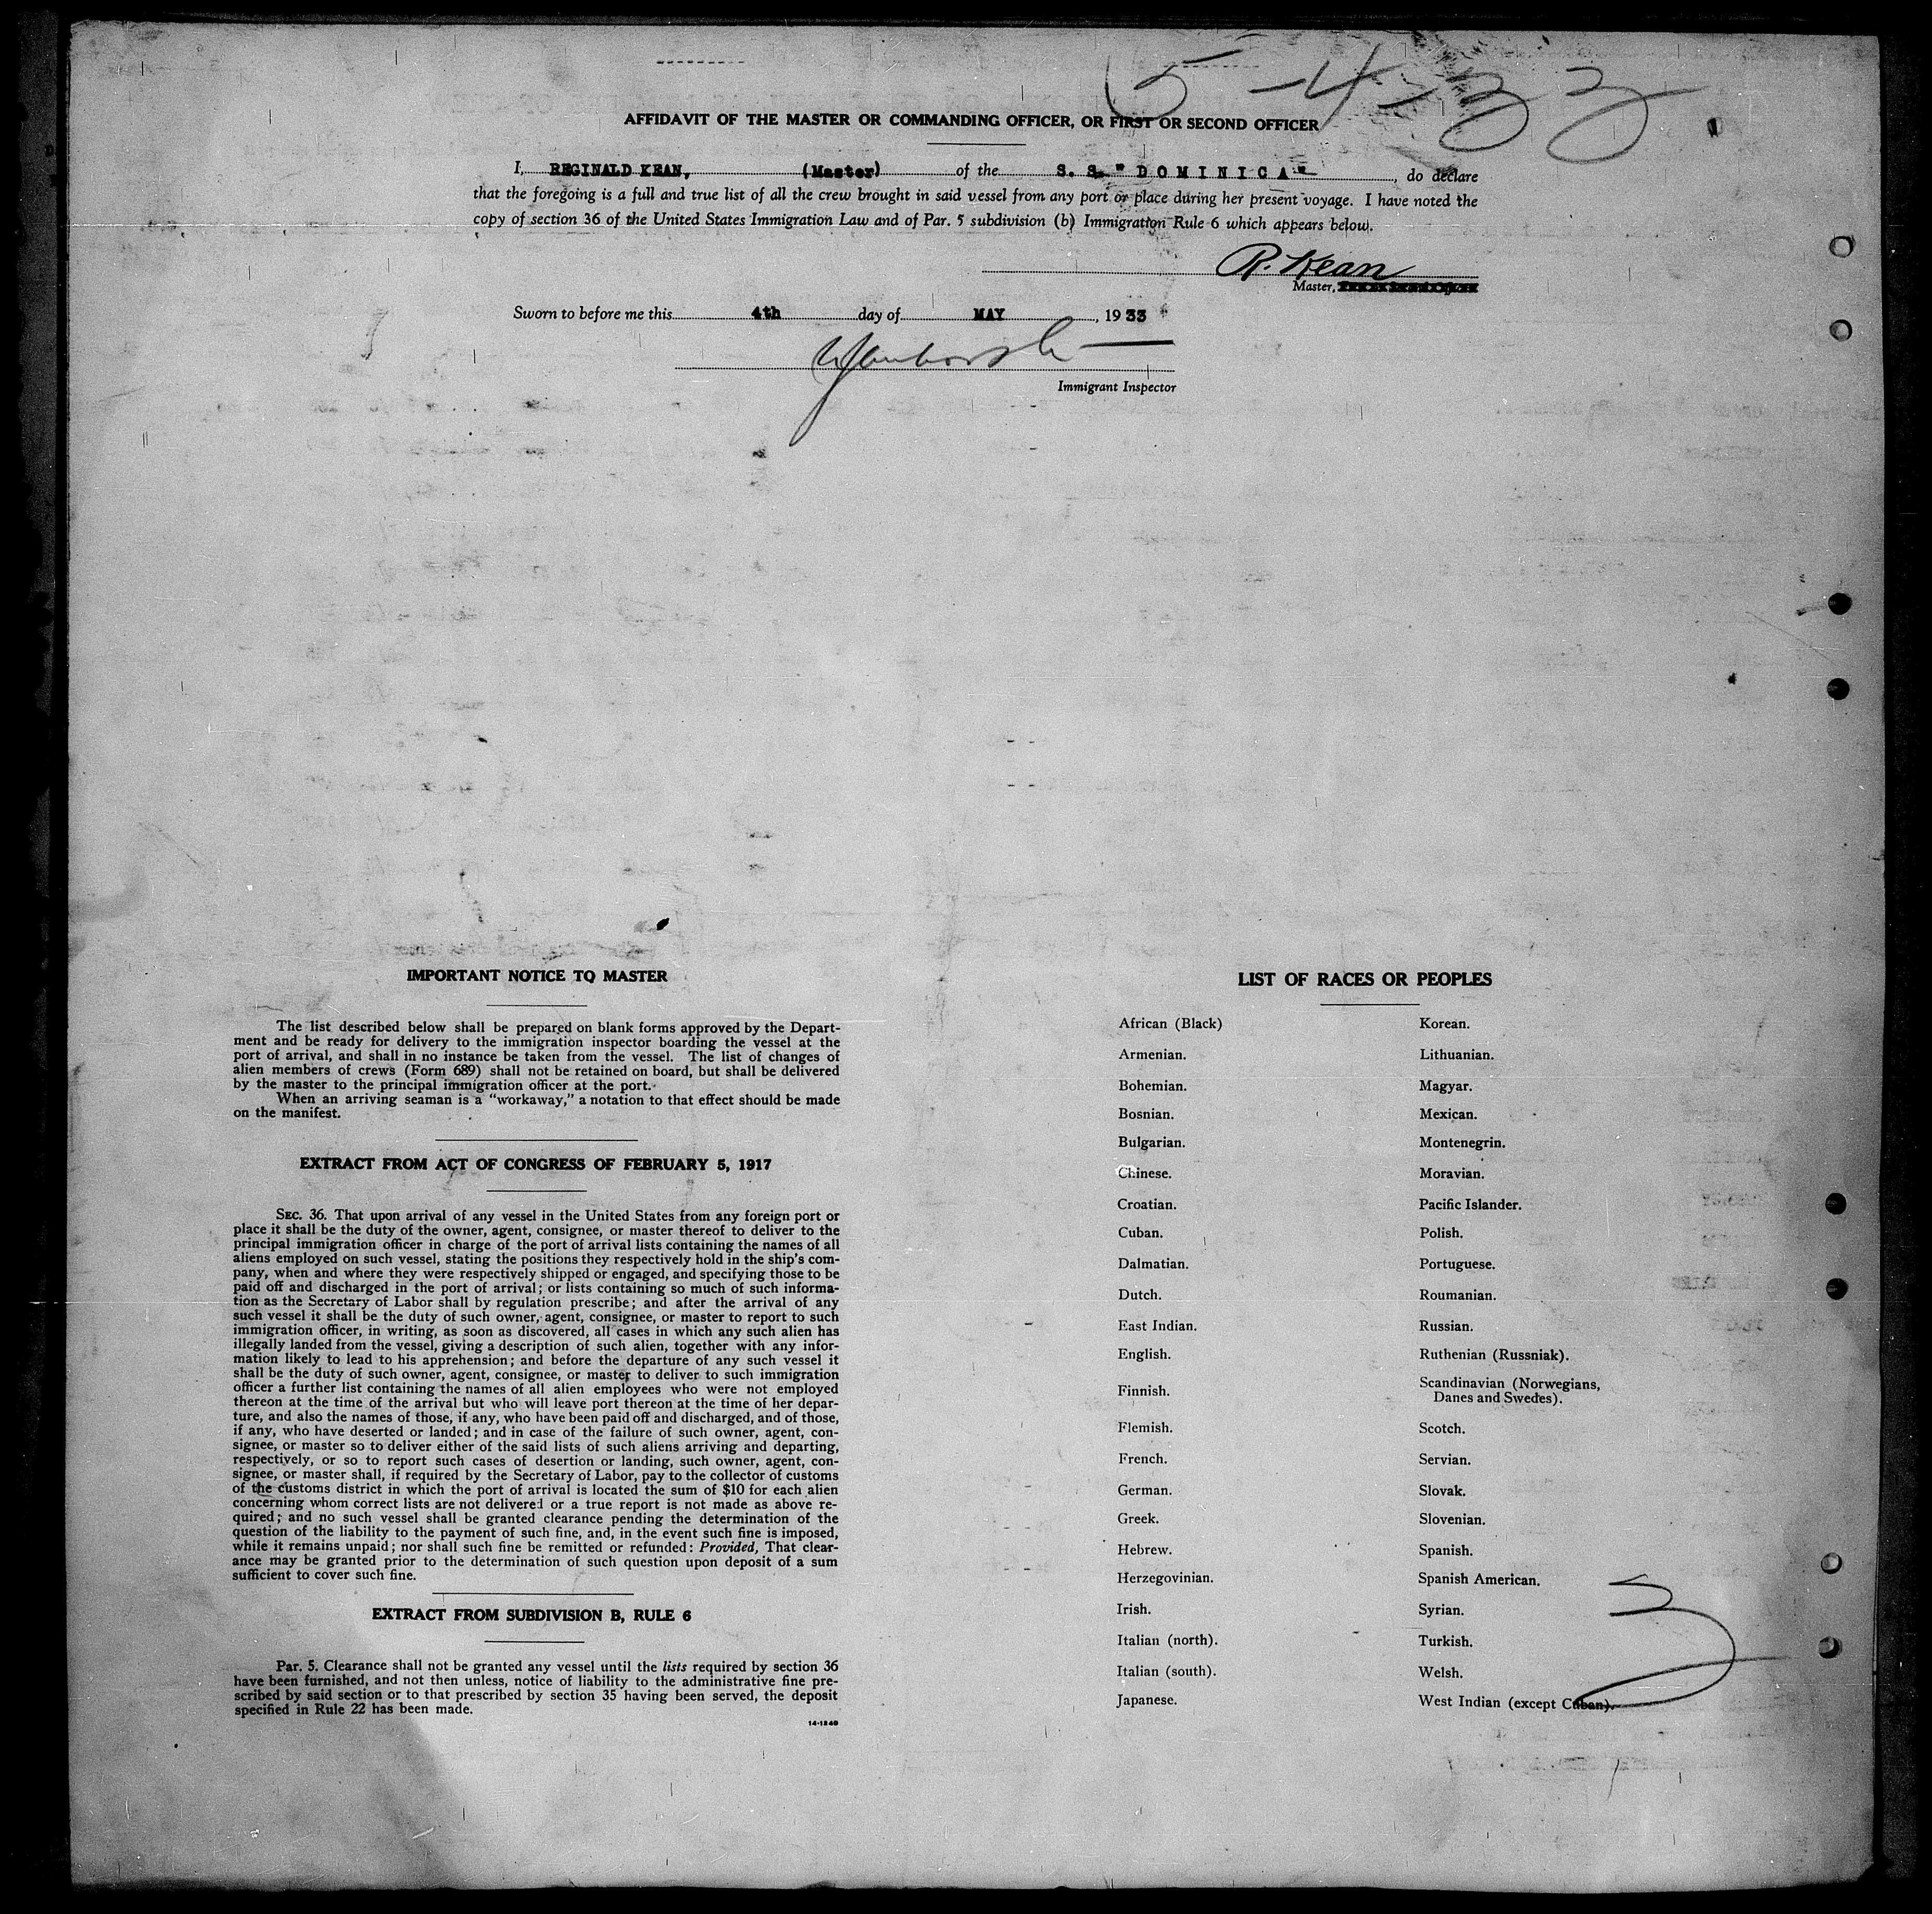 5-4-33
AFFIDAVIT OF THE MASTER OR COMMANDING OFFICER, OR FIRST OR SECOND OFFICER
I, REGINALD KEAN, (Master) of the S. S. "DOMINICA", do declare
that the foregoing is a full and true list of all the crew brought in said vessel from any port or place during her present voyage. I have noted the
copy of section 36 of the United States Immigration Law and of Par. 5 subdivision (b) Immigration Rule 6 which appears below.
R. Kean
Master,
Sworn to before me this 4th day of MAY, 1933
Immigrant Inspector
IMPORTANT NOTICE TO MASTER
The list described below shall be prepared on blank forms approved by the Depart-
ment and be ready for delivery to the immigration inspector boarding the vessel at the
port of arrival, and shall in no instance be taken from the vessel. The list of changes of
alien members of crews (Form 689) shall not be retained on board, but shall be delivered
by the master to the principal immigration officer at the port.
When an arriving seaman is a "workaway," a notation to that effect should be made
on the manifest.
EXTRACT FROM ACT OF CONGRESS OF FEBRUARY 5, 1917
SEC. 36. That upon arrival of any vessel in the United States from any foreign port or
place it shall be the duty of the owner, agent, consignee, or master thereof to deliver to the
principal immigration officer in charge of the port of arrival lists containing the names of all
aliens employed on such vessel, stating the positions they respectively hold in the ship's com-
pany, when and where they were respectively shipped or engaged, and specifying those to be
paid off and discharged in the port of arrival; or lists containing so much of such informa-
tion as the Secretary of Labor shall by regulation prescribe; and after the arrival of any
such vessel it shall be the duty of such owner, agent, consignee, or master to report to such
immigration officer, in writing, as soon as discovered, all cases in which any such alien has
illegally landed from the vessel, giving a description of such alien, together with any infor-
mation likely to lead to his apprehension; and before the departure of any such vessel it
shall be the duty of such owner, agent, consignee, or master to deliver to such immigration
officer a further list containing the names of all alien employees who were not employed
thereon at the time of the arrival but who will leave port thereon at the time of her depar-
ture, and also the names of those, if any, who have been paid off and discharged, and of those,
if any, who have deserted or landed; and in case of the failure of such owner, agent, con-
signee, or master so to deliver either of the said lists of such aliens arriving and departing,
respectively, or so to report such cases of desertion or landing, such owner, agent, con-
signee, or master shall, if required by the Secretary of Labor, pay to the collector of customs
of the customs district in which the port of arrival is located the sum of $10 for each alien
concerning whom correct lists are not delivered or a true report is not made as above re-
quired; and no such vessel shall be granted clearance pending the determination of the
question of the liability to the payment of such fine, and, in the event such fine is imposed,
while it remains unpaid; nor shall such fine be remitted or refunded: Provided, That clear-
ance may be granted prior to the determination of such question upon deposit of a sum
sufficient to cover such fine.
EXTRACT FROM SUBDIVISION B, RULE 6
Par. 5. Clearance shall not be granted any vessel until the lists required by section 36
have been furnished, and not then unless, notice of liability to the administrative fine pre-
scribed by said section or to that prescribed by section 35 having been served, the deposit
specified in Rule 22 has been made.
14-1240
LIST OF RACES OR PEOPLES
African (Black)
Armenian.
Bohemian.
Bosnian.
Bulgarian.
Chinese.
Croatian.
Cuban.
Dalmatian.
Dutch.
East Indian.
English.
Finnish.
Flemish.
French.
German.
Greek.
Hebrew.
Herzegovinian.
Irish.
Italian (north).
Italian (south).
Japanese.
Korean.
Lithuanian.
Magyar.
Mexican.
Montenegrin.
Moravian.
Pacific Islander.
Polish.
Portuguese.
Roumanian.
Russian.
Ruthenian (Russniak).
Scandinavian (Norwegians,
Danes and Swedes).
Scotch.
Servian.
Slovak.
Slovenian.
Spanish.
Spanish American.
Syrian.
Turkish.
Welsh.
West Indian (except Cuban).
3